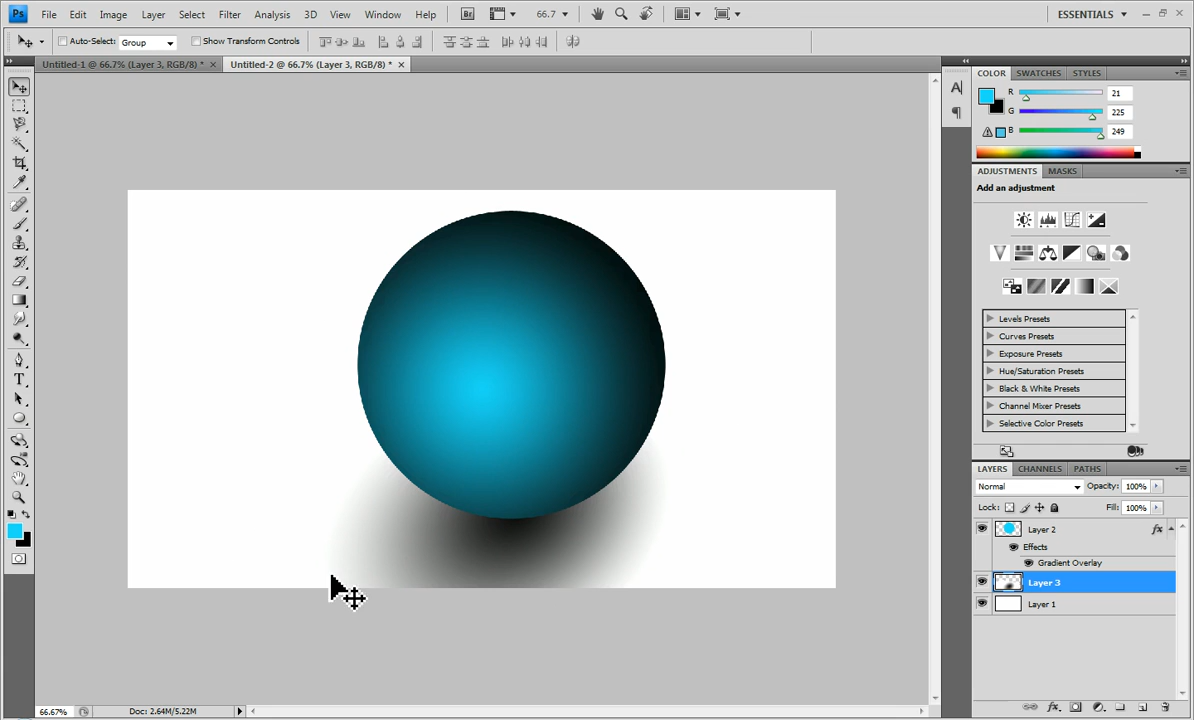 Ps File Edit Image Layer Select Filter Analysis 3D View Window Help Br 66.7 ESSENTIALS
Auto-Select: Group Show Transform Controls
Untitled-1 @ 66.7% (Layer 3, RGB/8) * Untitled-2 @ 66.7% (Layer 3, RGB/8) *
COLOR SWATCHES STYLES
R 21
G 225
B 249
ADJUSTMENTS MASKS
Add an adjustment
Levels Presets
Curves Presets
Exposure Presets
Hue/Saturation Presets
Black & White Presets
Channel Mixer Presets
Selective Color Presets
LAYERS CHANNELS PATHS
Normal Opacity: 100%
Lock: Fill: 100%
Layer 2 fx
Effects
Gradient Overlay
Layer 3
Layer 1
66.67% Doc: 2.64M/5.22M